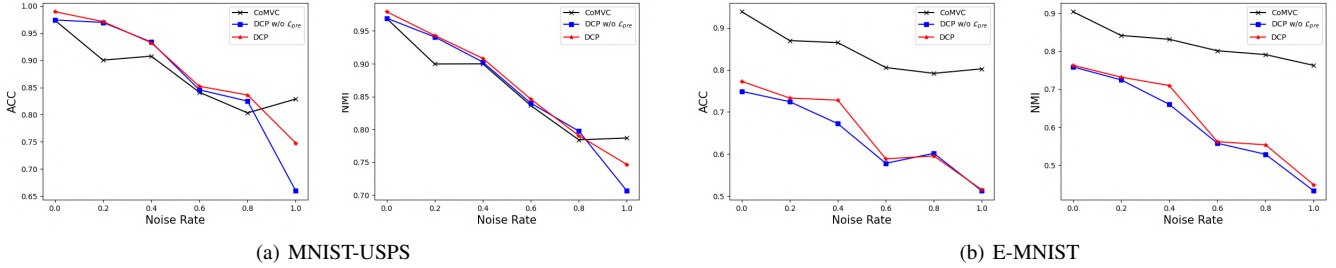 CoMVC
DCP w/o ℒpre
DCP
ACC
1.00
0.95
0.90
0.85
0.80
0.75
0.70
0.65
0.0 0.2 0.4 0.6 0.8 1.0
Noise Rate
CoMVC
DCP w/o ℒpre
DCP
NMI
0.95
0.90
0.85
0.80
0.75
0.70
0.0 0.2 0.4 0.6 0.8 1.0
Noise Rate
(a) MNIST-USPS
CoMVC
DCP w/o ℒpre
DCP
ACC
0.9
0.8
0.7
0.6
0.5
0.0 0.2 0.4 0.6 0.8 1.0
Noise Rate
CoMVC
DCP w/o ℒpre
DCP
NMI
0.9
0.8
0.7
0.6
0.5
0.0 0.2 0.4 0.6 0.8 1.0
Noise Rate
(b) E-MNIST